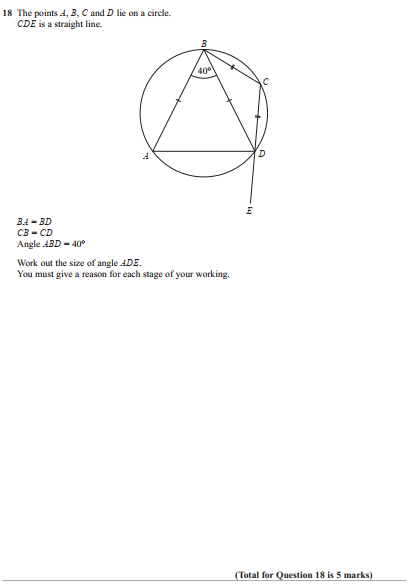 18 The points A, B, C and D lie on a circle.
CDE is a straight line.
B
40°
C
A
D
E
BA = BD
CB = CD
Angle ABD = 40°
Work out the size of angle ADE.
You must give a reason for each stage of your working.
(Total for Question 18 is 5 marks)